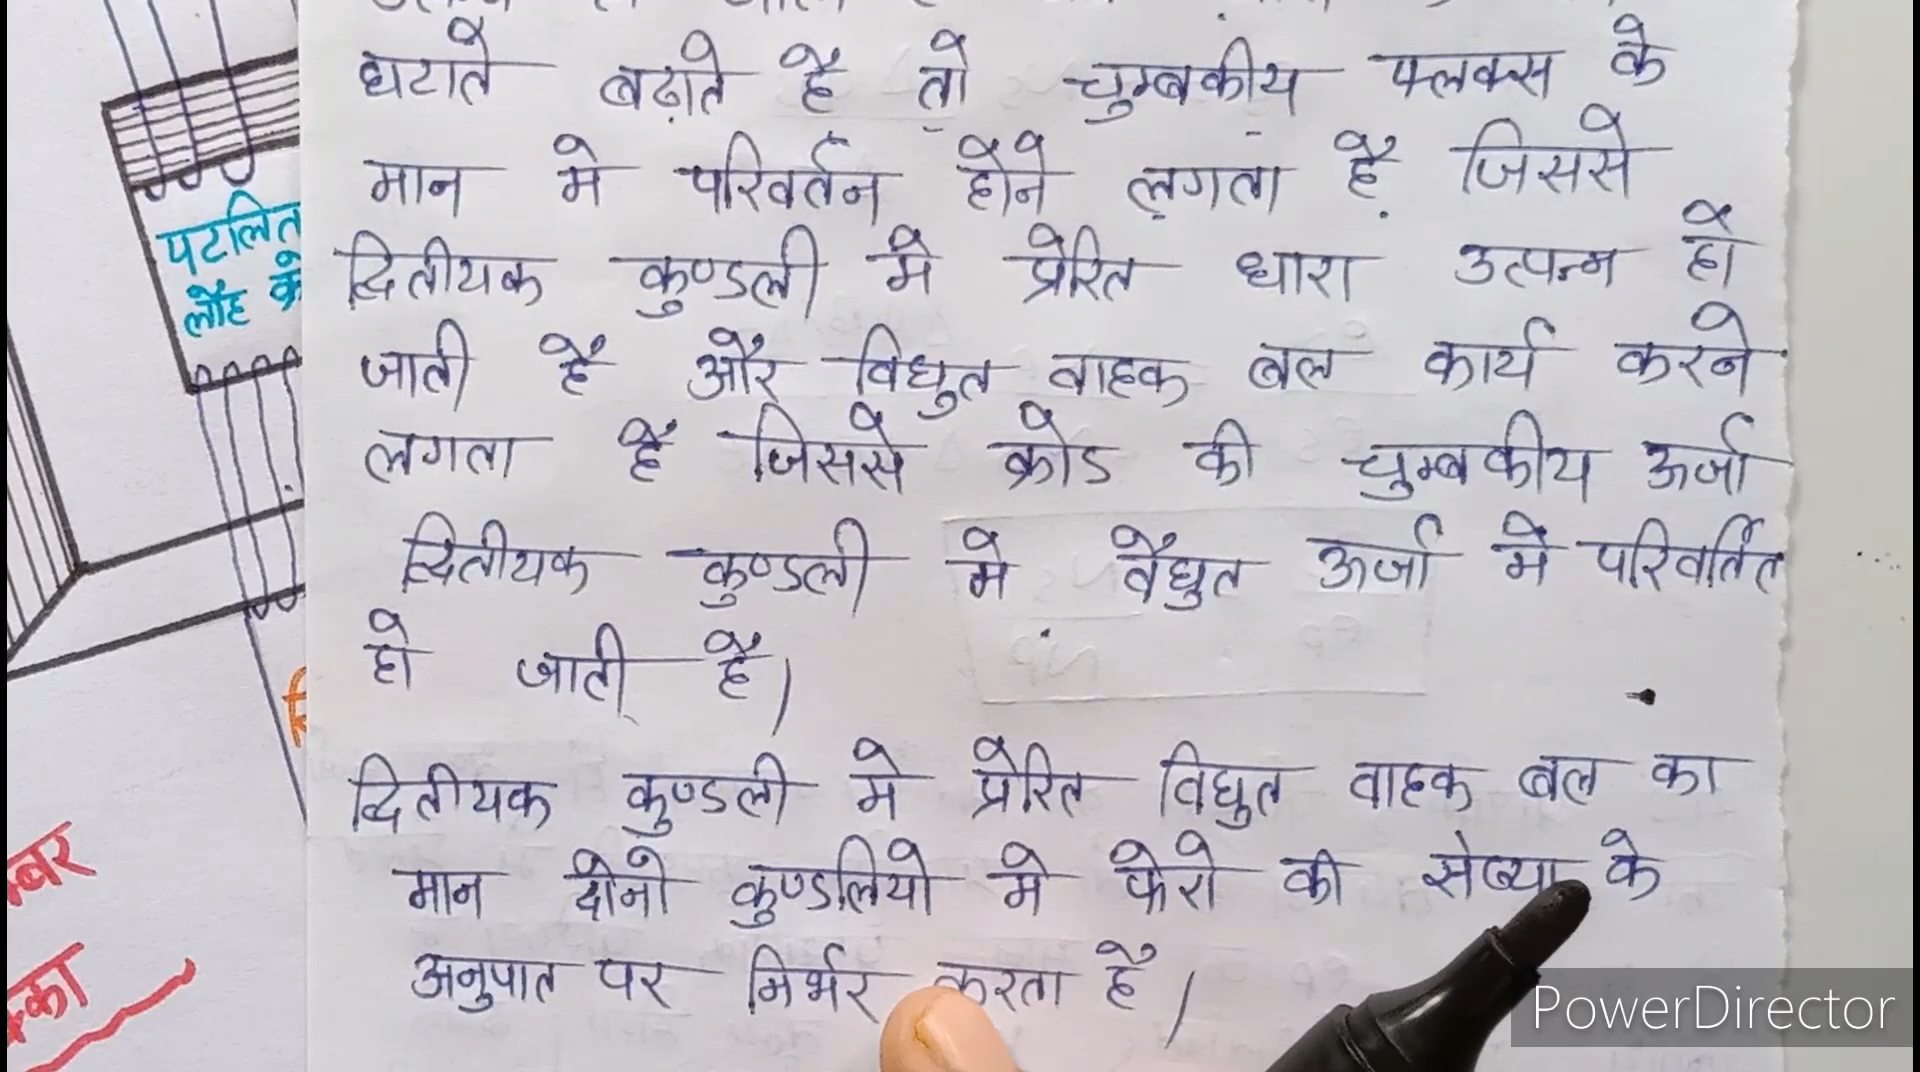 घटाते बढ़ाते है तो चुम्बकीय फ्लक्स के
मान मे परिवर्तन होने लगता है जिससे
द्वितीयक कुण्डली मे प्रेरित धारा उत्पन्न हो
जाती है और विधुत वाहक बल कार्य करने
लगता है जिससे क्रोड की चुम्बकीय ऊर्जा
द्वितीयक कुण्डली मे वैधुत ऊर्जा मे परिवर्तित
हो जाती है।
द्वितीयक कुण्डली मे प्रेरित विधुत वाहक बल का
मान दोनो कुण्डलियो मे फेरो की संख्या के
अनुपात पर निर्भर करता है।
पटलित
लौह
PowerDirector